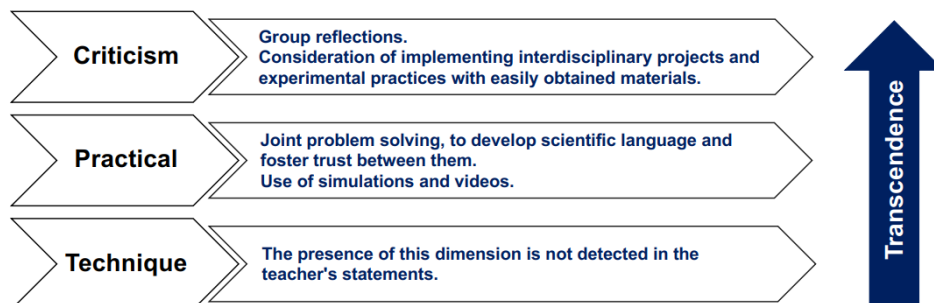 Criticism
Group reflections.
Consideration of implementing interdisciplinary projects and
experimental practices with easily obtained materials.
Practical
Joint problem solving, to develop scientific language and
foster trust between them.
Use of simulations and videos.
Technique
The presence of this dimension is not detected in the
teacher's statements.
Transcendence